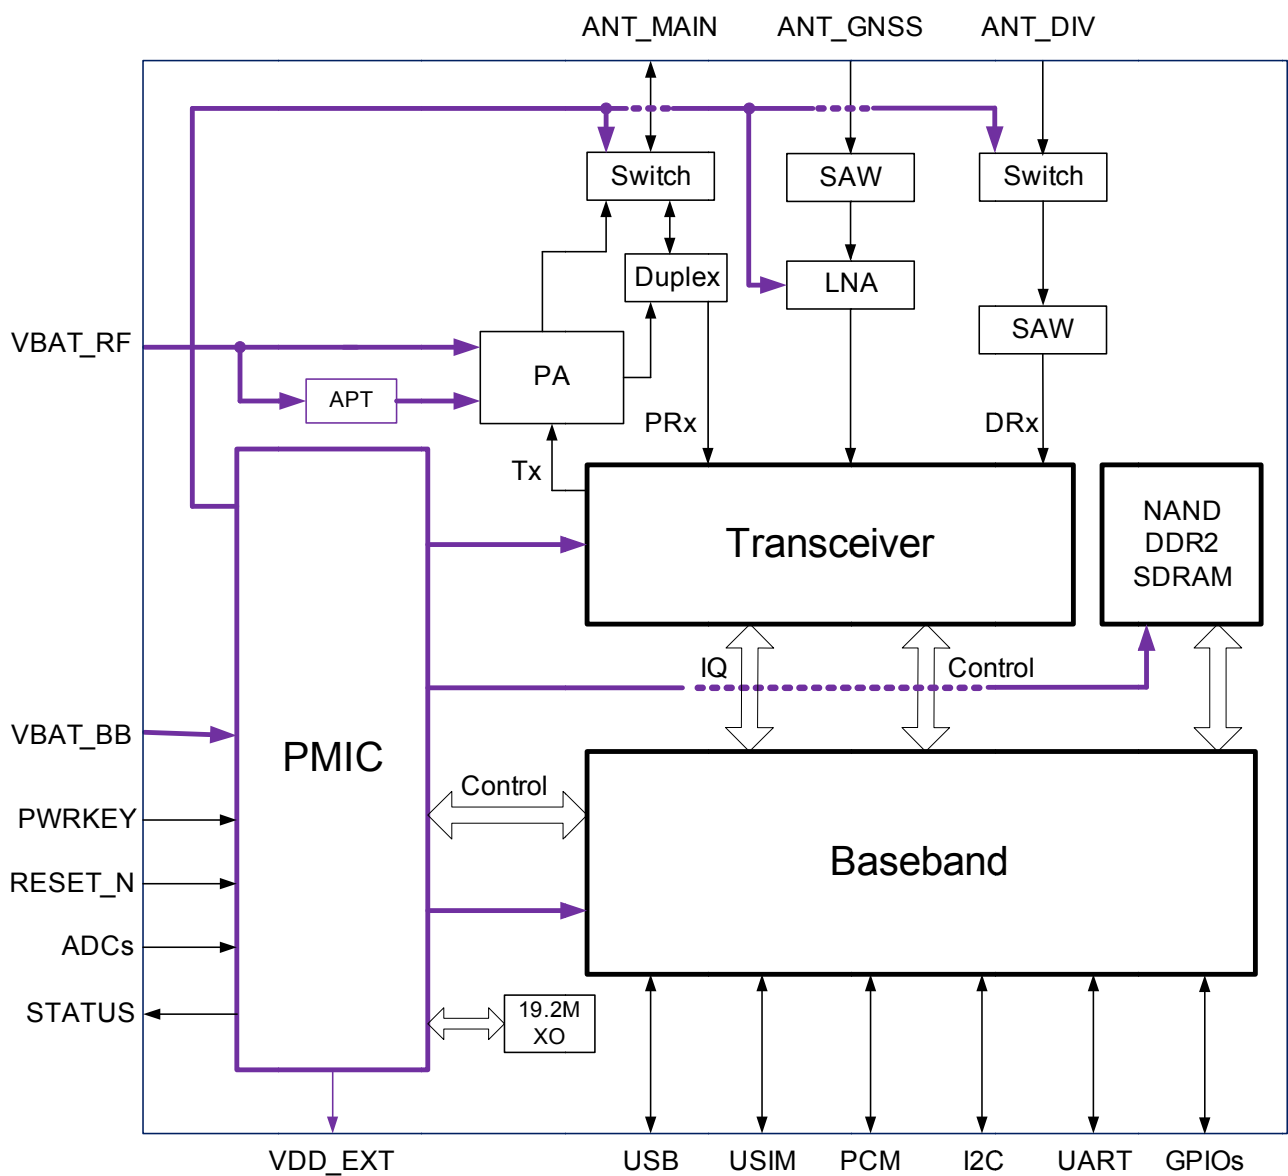 ANT_MAIN ANT_GNSS ANT_DIV
Switch SAW Switch
Duplex LNA
SAW
VBAT_RF
PA
APT
PRx DRx
Tx
Transceiver
NAND
DDR2
SDRAM
IQ Control
VBAT_BB
PMIC
Control
PWRKEY
Baseband
RESET_N
ADCs
STATUS
19.2M
XO
VDD_EXT USB USIM PCM I2C UART GPIOs